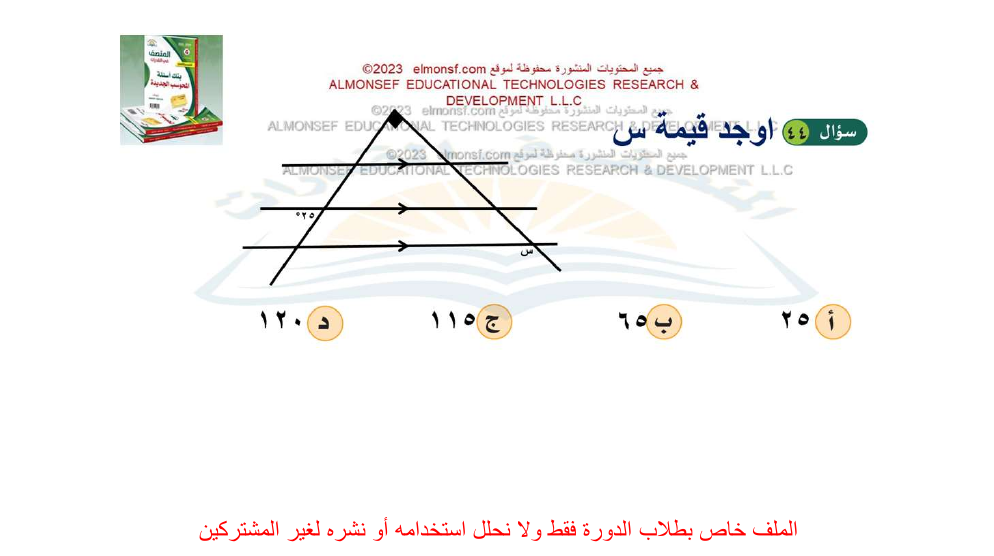 جميع المحتويات المنشورة محفوظة لموقع elmonsf.com ©2023
ALMONSEF EDUCATIONAL TECHNOLOGIES RESEARCH &
DEVELOPMENT L.L.C
جميع المحتويات المنشورة محفوظة لموقع elmonsf.com ©2023
ALMONSEF EDUCATIONAL TECHNOLOGIES RESEARCH & DEVELOPMENT L.L.C
سؤال ٤٤ اوجد قيمة س
جميع المحتويات المنشورة محفوظة لموقع elmonsf.com ©2023
ALMONSEF EDUCATIONAL TECHNOLOGIES RESEARCH & DEVELOPMENT L.L.C
المنصف
بنك أسئلة
المحوسب الجديدة
°٢٥
س
أ ٢٥
ب ٦٥
ج ١١٥
د ١٢٠
الملف خاص بطلاب الدورة فقط ولا نحلل استخدامه أو نشره لغير المشتركين